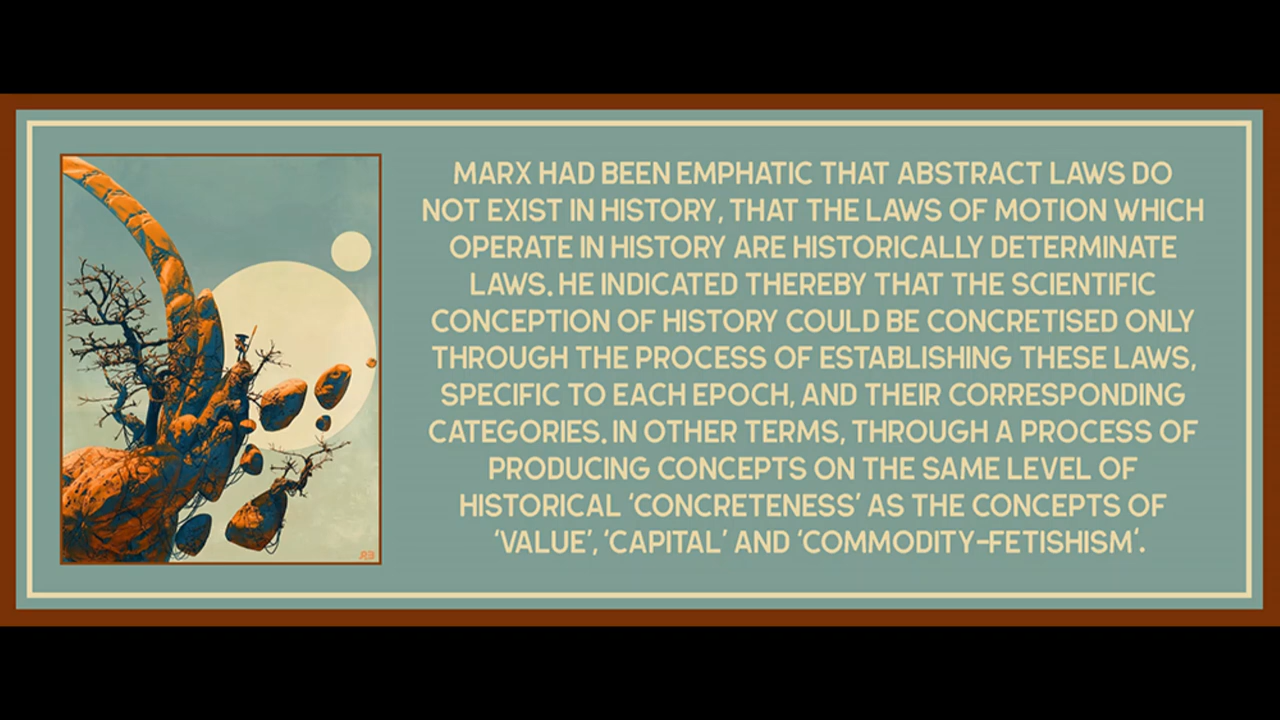 MARX HAD BEEN EMPHATIC THAT ABSTRACT LAWS DO
NOT EXIST IN HISTORY, THAT THE LAWS OF MOTION WHICH
OPERATE IN HISTORY ARE HISTORICALLY DETERMINATE
LAWS. HE INDICATED THEREBY THAT THE SCIENTIFIC
CONCEPTION OF HISTORY COULD BE CONCRETISED ONLY
THROUGH THE PROCESS OF ESTABLISHING THESE LAWS,
SPECIFIC TO EACH EPOCH, AND THEIR CORRESPONDING
CATEGORIES. IN OTHER TERMS, THROUGH A PROCESS OF
PRODUCING CONCEPTS ON THE SAME LEVEL OF
HISTORICAL ‘CONCRETENESS’ AS THE CONCEPTS OF
‘VALUE’, ‘CAPITAL’ AND ‘COMMODITY-FETISHISM‘.